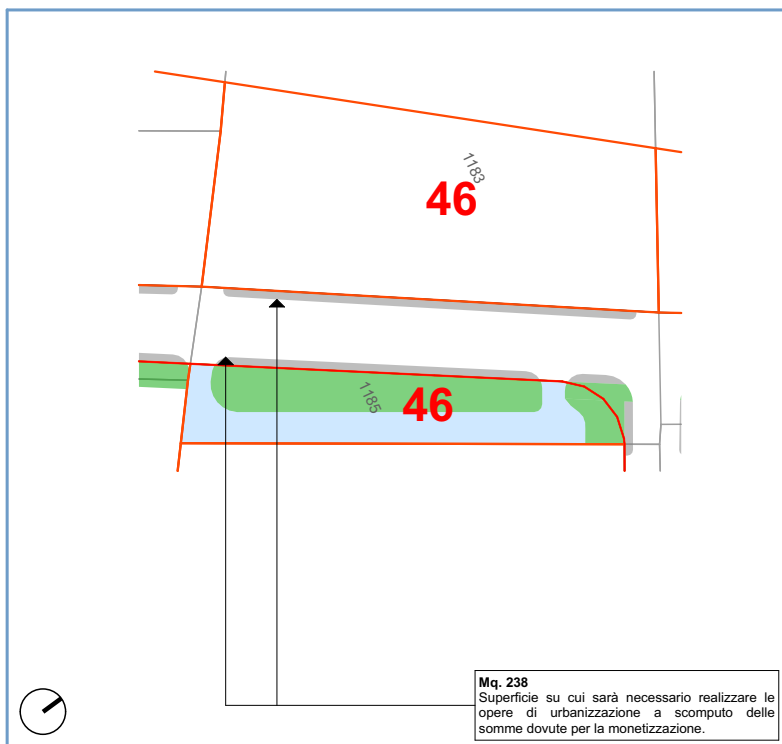 1183
46
1185
46
Mq. 238
Superficie su cui sarà necessario realizzare le
opere di urbanizzazione a scomputo delle
somme dovute per la monetizzazione.